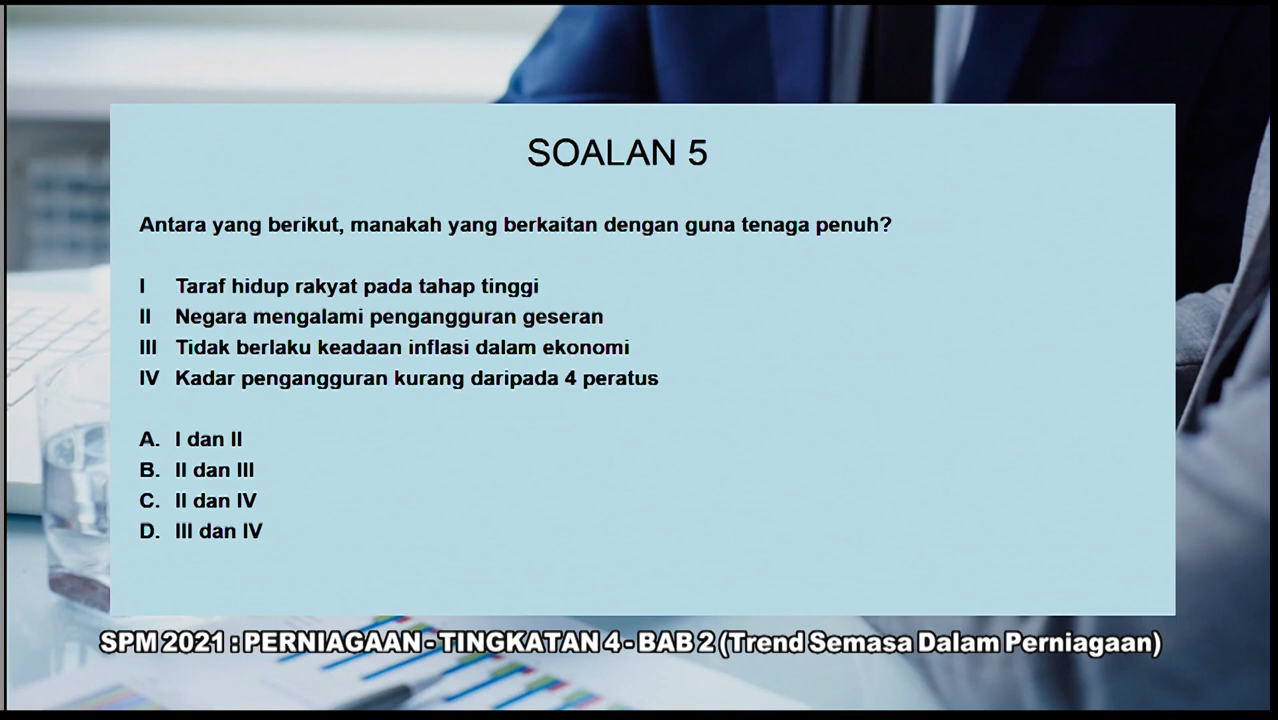 SOALAN 5
Antara yang berikut, manakah yang berkaitan dengan guna tenaga penuh?
I Taraf hidup rakyat pada tahap tinggi
II Negara mengalami pengangguran geseran
III Tidak berlaku keadaan inflasi dalam ekonomi
IV Kadar pengangguran kurang daripada 4 peratus
A. I dan II
B. II dan III
C. II dan IV
D. III dan IV
SPM 2021 : PERNIAGAAN - TINGKATAN 4 - BAB 2 (Trend Semasa Dalam Perniagaan)